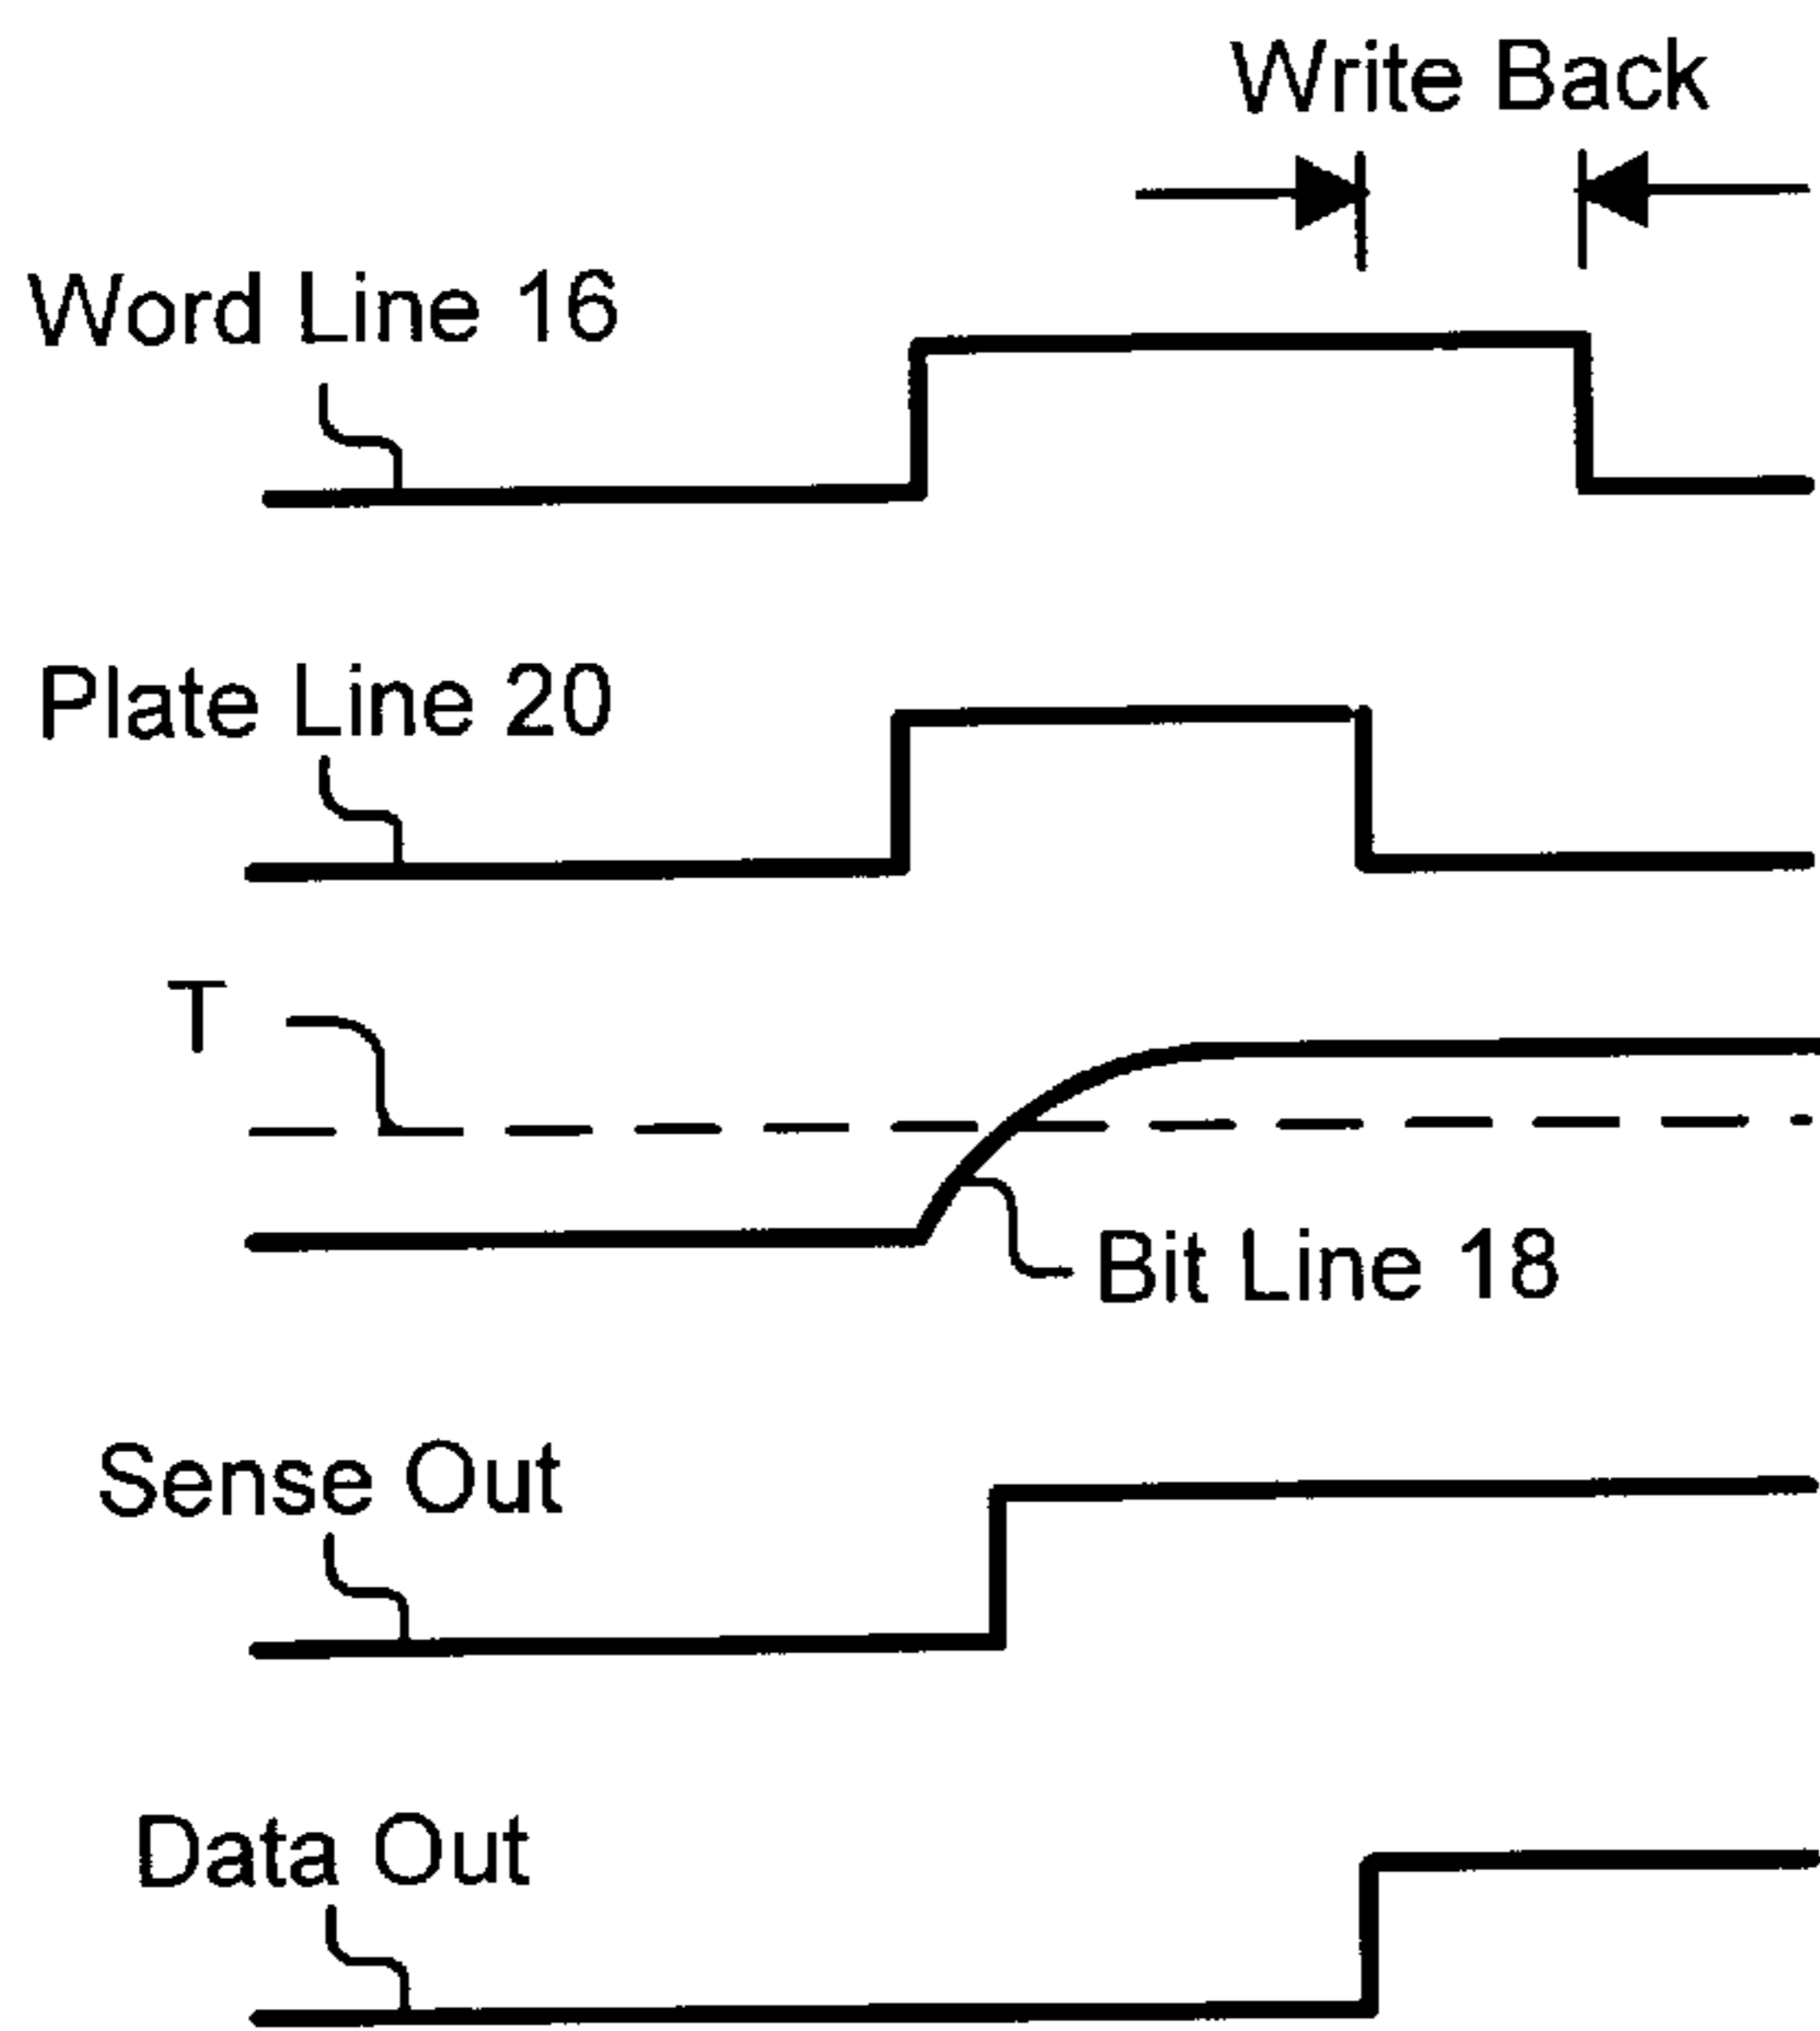 Write Back
Word Line 16
Plate Line 20
T
Bit Line 18
Sense Out
Data Out